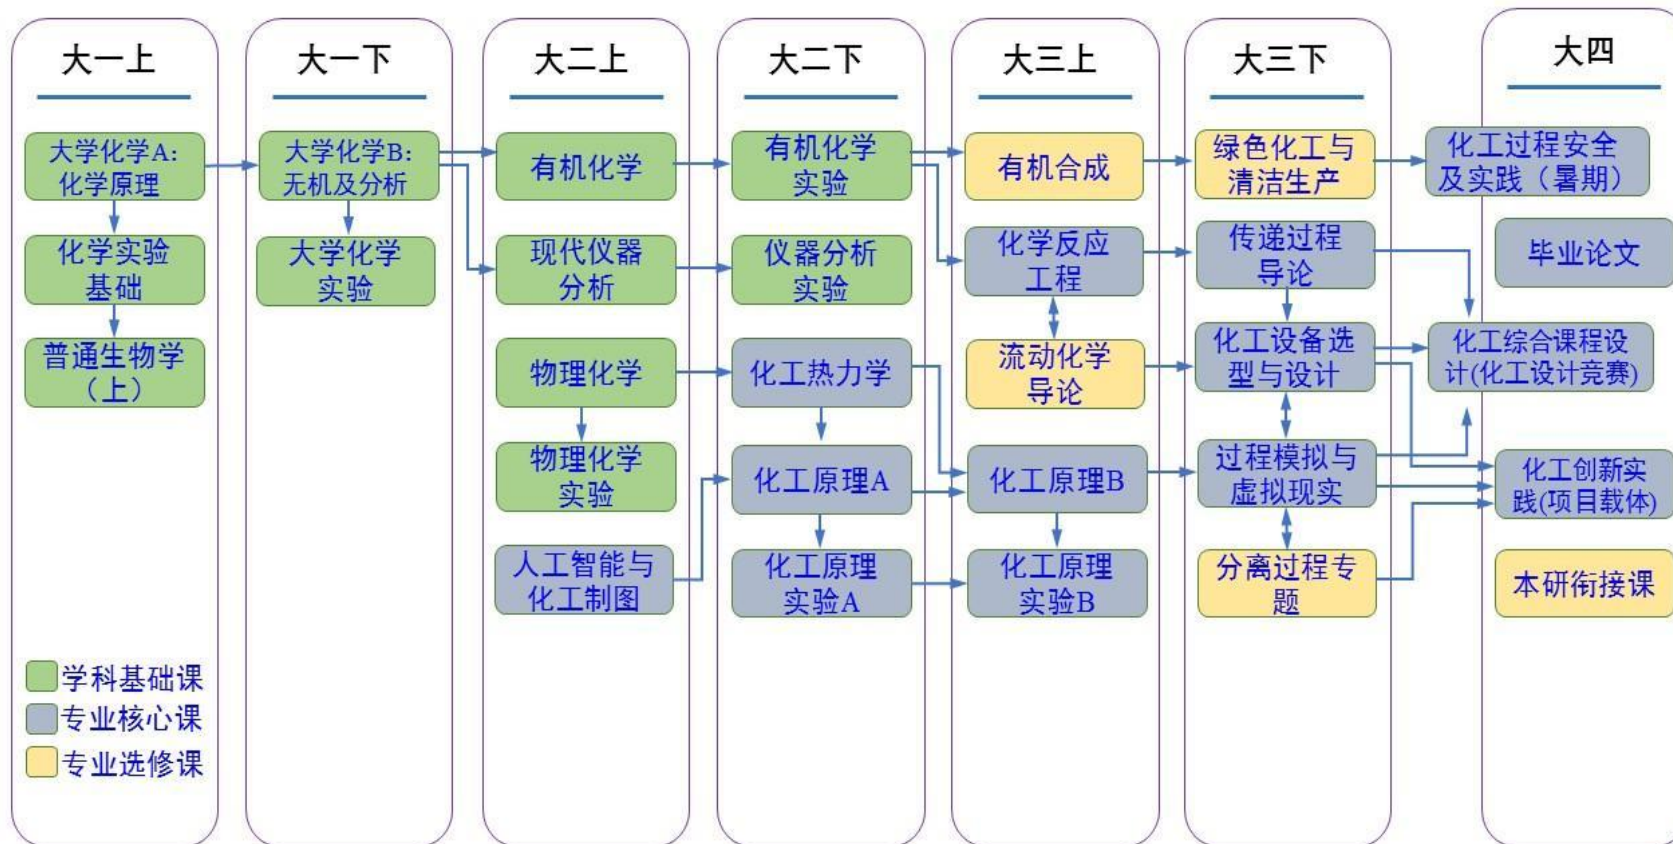 大一上
大学化学A：
化学原理
化学实验
基础
普通生物学
（上）
学科基础课
专业核心课
专业选修课
大一下
大学化学B：
无机及分析
大学化学
实验
大二上
有机化学
现代仪器
分析
物理化学
物理化学
实验
人工智能与
化工制图
大二下
有机化学
实验
仪器分析
实验
化工热力学
化工原理A
化工原理
实验A
大三上
有机合成
化学反应
工程
流动化学
导论
化工原理B
化工原理
实验B
大三下
绿色化工与
清洁生产
传递过程
导论
化工设备选
型与设计
过程模拟与
虚拟现实
分离过程专
题
大四
化工过程安全
及实践（暑期）
毕业论文
化工综合课程设
计(化工设计竞赛)
化工创新实
践(项目载体)
本研衔接课